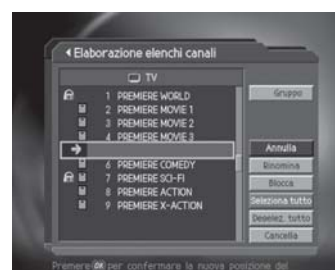 Elaborazione elenchi canali
TV
Gruppo
1 PREMIERE WORLD
2 PREMIERE MOVIE 1
3 PREMIERE MOVIE 2
4 PREMIERE MOVIE 3
Annulla
6 PREMIERE COMEDY
Rinomina
7 PREMIERE SCI-FI
Blocca
8 PREMIERE ACTION
Seleziona tutto
9 PREMIERE X-ACTION
Deselez. tutto
Cancella
Premere OK per confermare la nuova posizione del